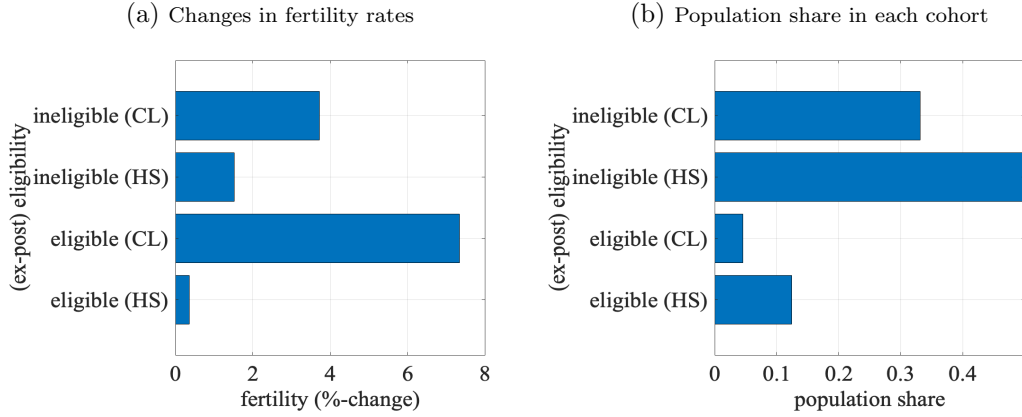 (a) Changes in fertility rates
(ex-post) eligibility
ineligible (CL)
ineligible (HS)
eligible (CL)
eligible (HS)
0 2 4 6 8
fertility (%-change)
(b) Population share in each cohort
(ex-post) eligibility
ineligible (CL)
ineligible (HS)
eligible (CL)
eligible (HS)
0 0.1 0.2 0.3 0.4
population share